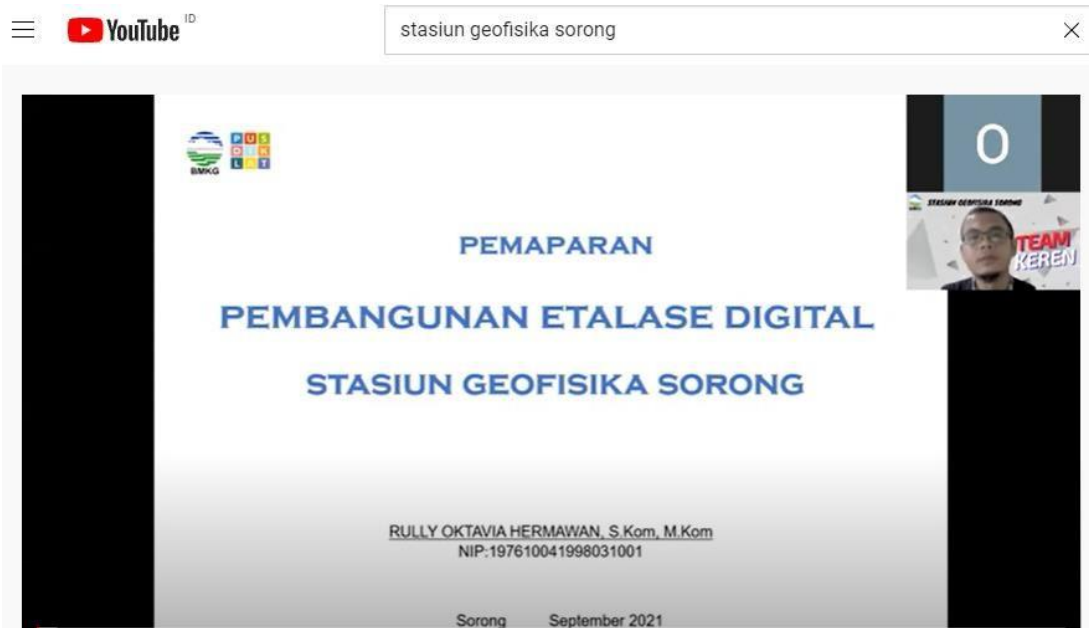 YouTube ID
stasiun geofisika sorong
BMKG
PUS
DIK
LAT
O
STASIUN GEOFISIKA SORONG
TEAM
KEREN
PEMAPARAN
PEMBANGUNAN ETALASE DIGITAL
STASIUN GEOFISIKA SORONG
RULLY OKTAVIA HERMAWAN, S.Kom, M.Kom
NIP:197610041998031001
Sorong September 2021